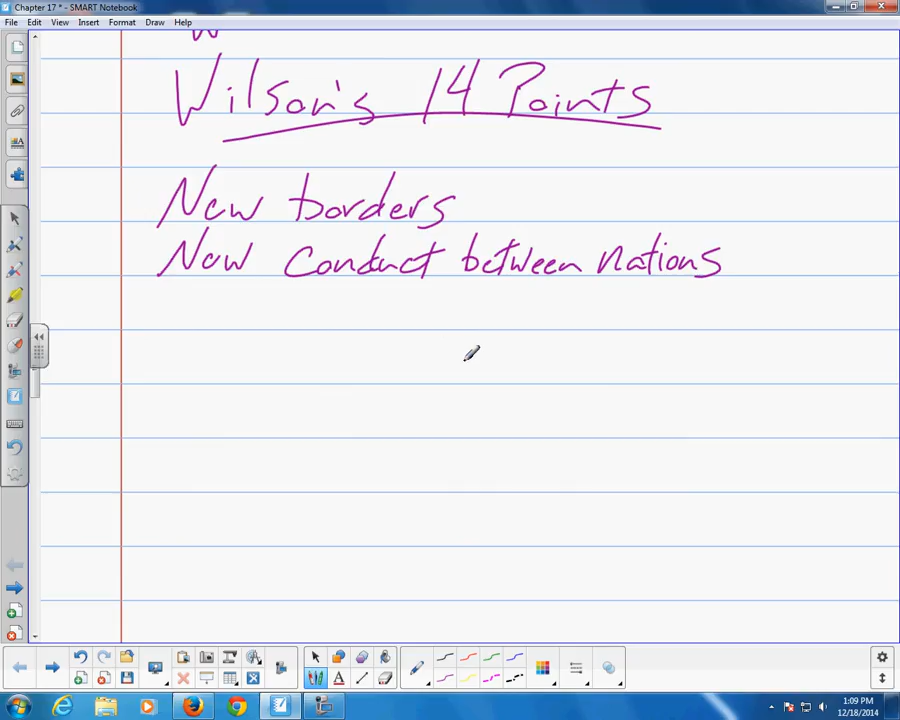 Chapter 17 * - SMART Notebook
File Edit View Insert Format Draw Help
Wilson's 14 Points
New borders
New Conduct between nations
1:09 PM
12/18/2014